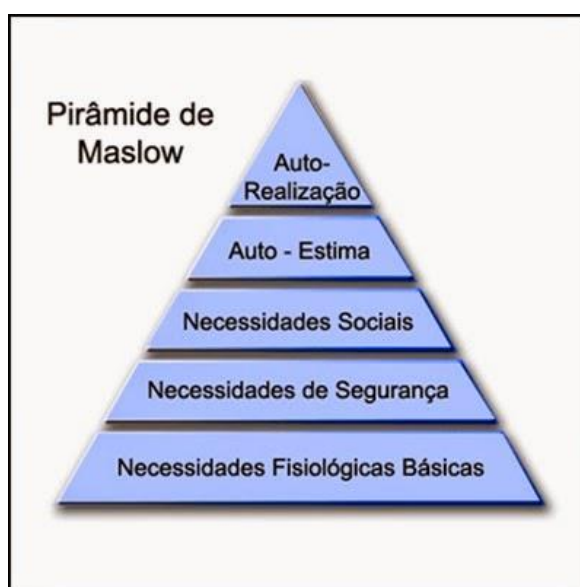 Pirâmide de
Maslow
Auto-
Realização
Auto - Estima
Necessidades Sociais
Necessidades de Segurança
Necessidades Fisiológicas Básicas